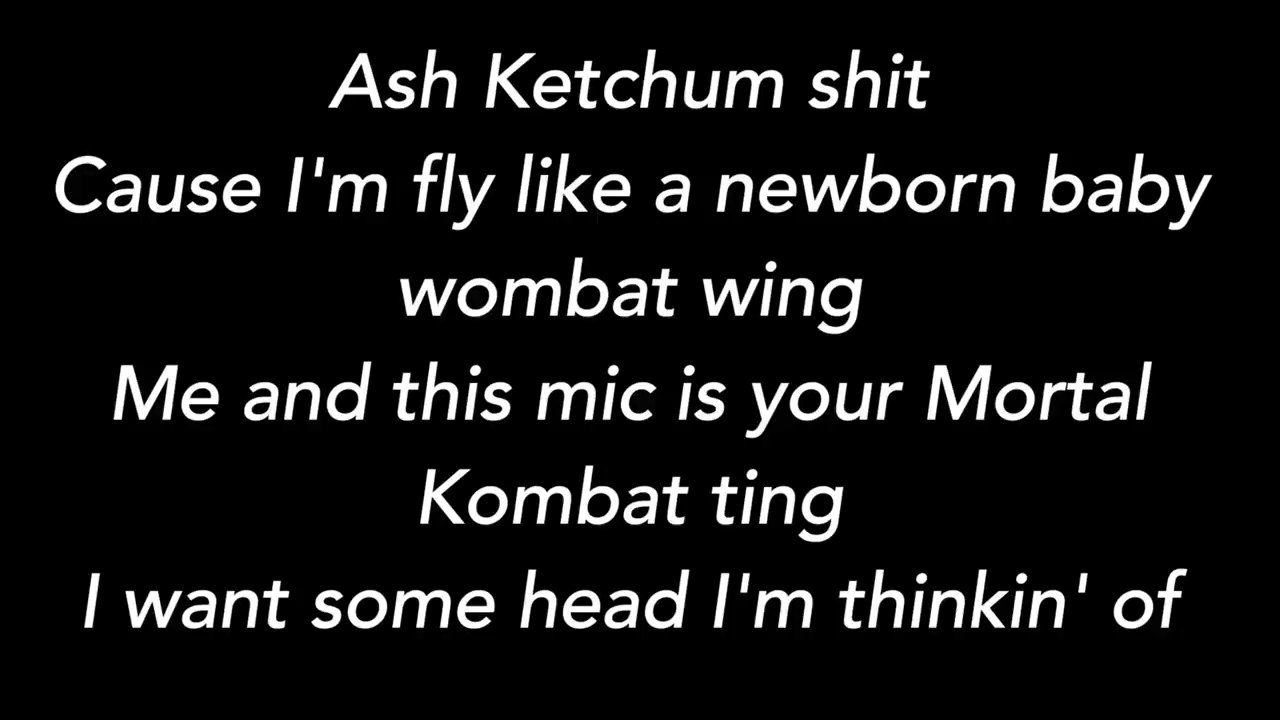 Ash Ketchum shit
Cause I'm fly like a newborn baby
wombat wing
Me and this mic is your Mortal
Kombat ting
I want some head I'm thinkin' of